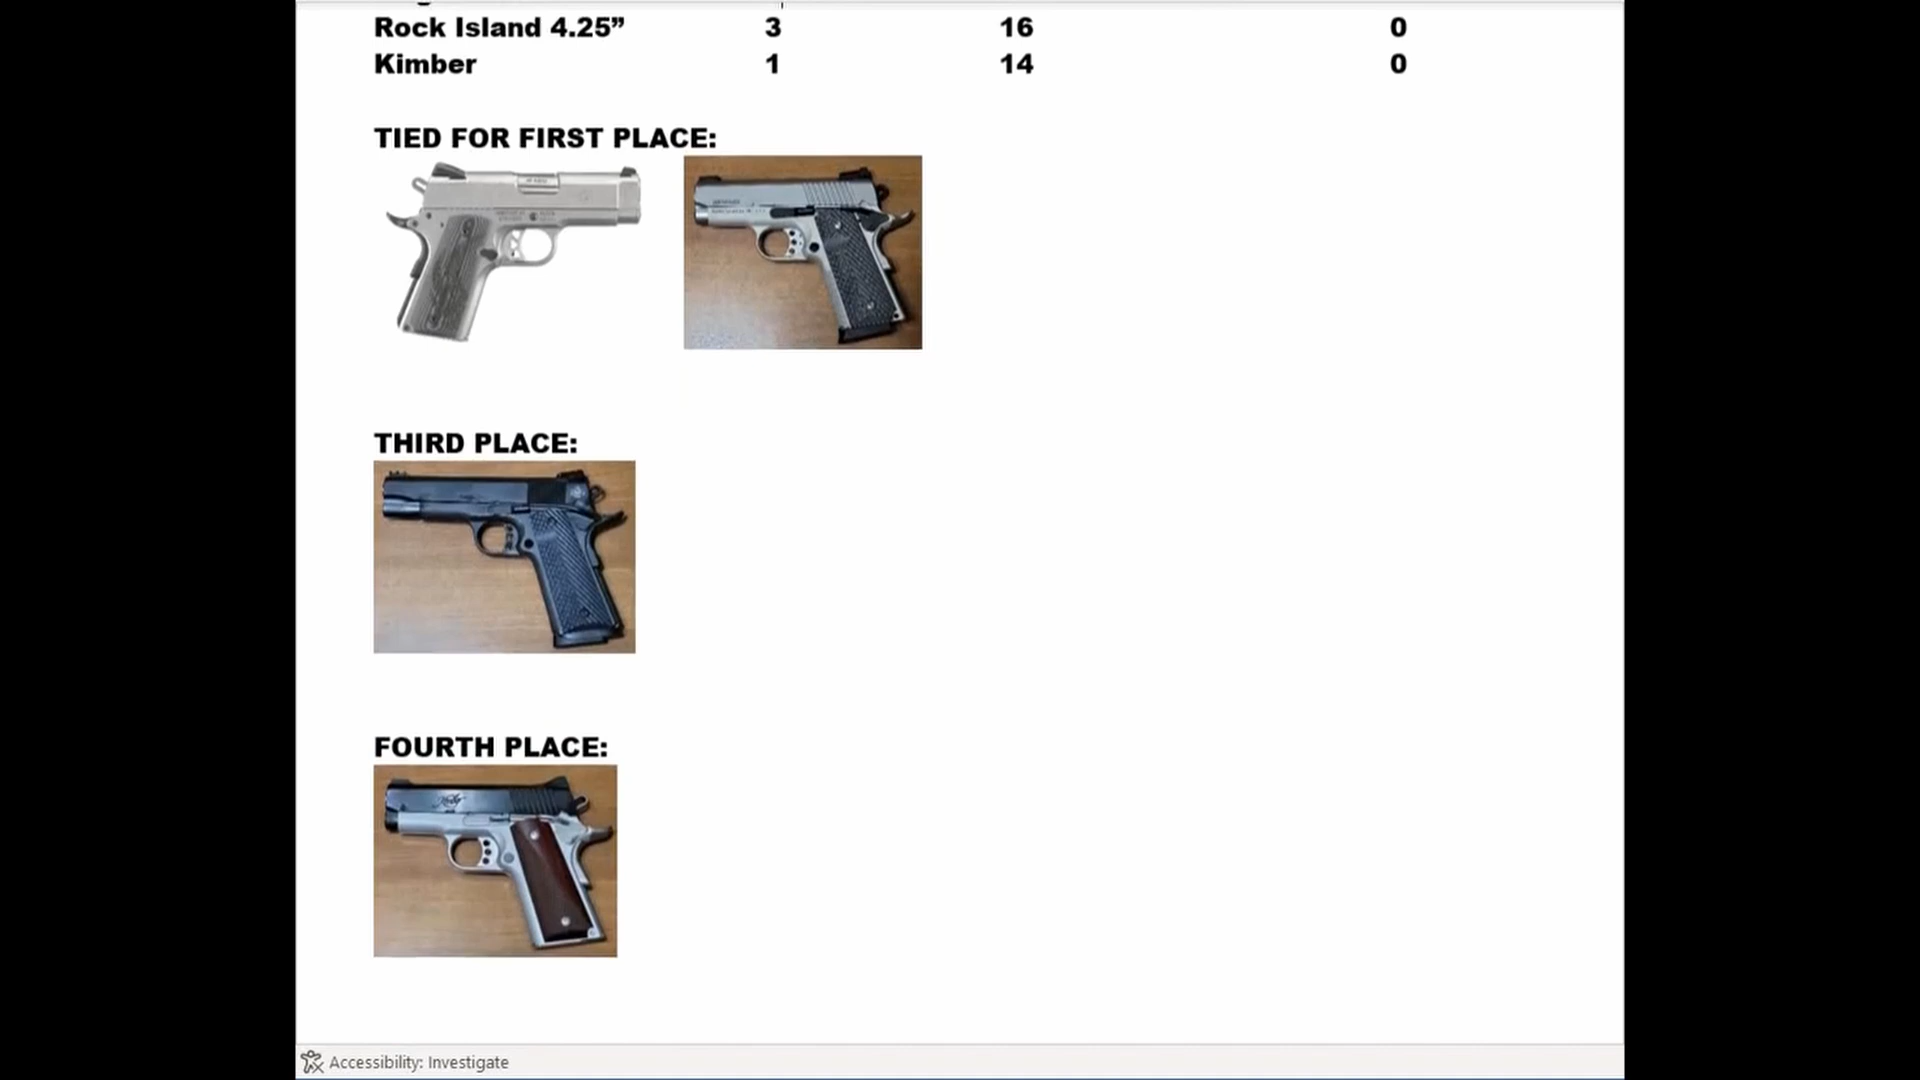 Rock Island 4.25” 3 16 0
Kimber 1 14 0
TIED FOR FIRST PLACE:
THIRD PLACE:
FOURTH PLACE:
Accessibility: Investigate